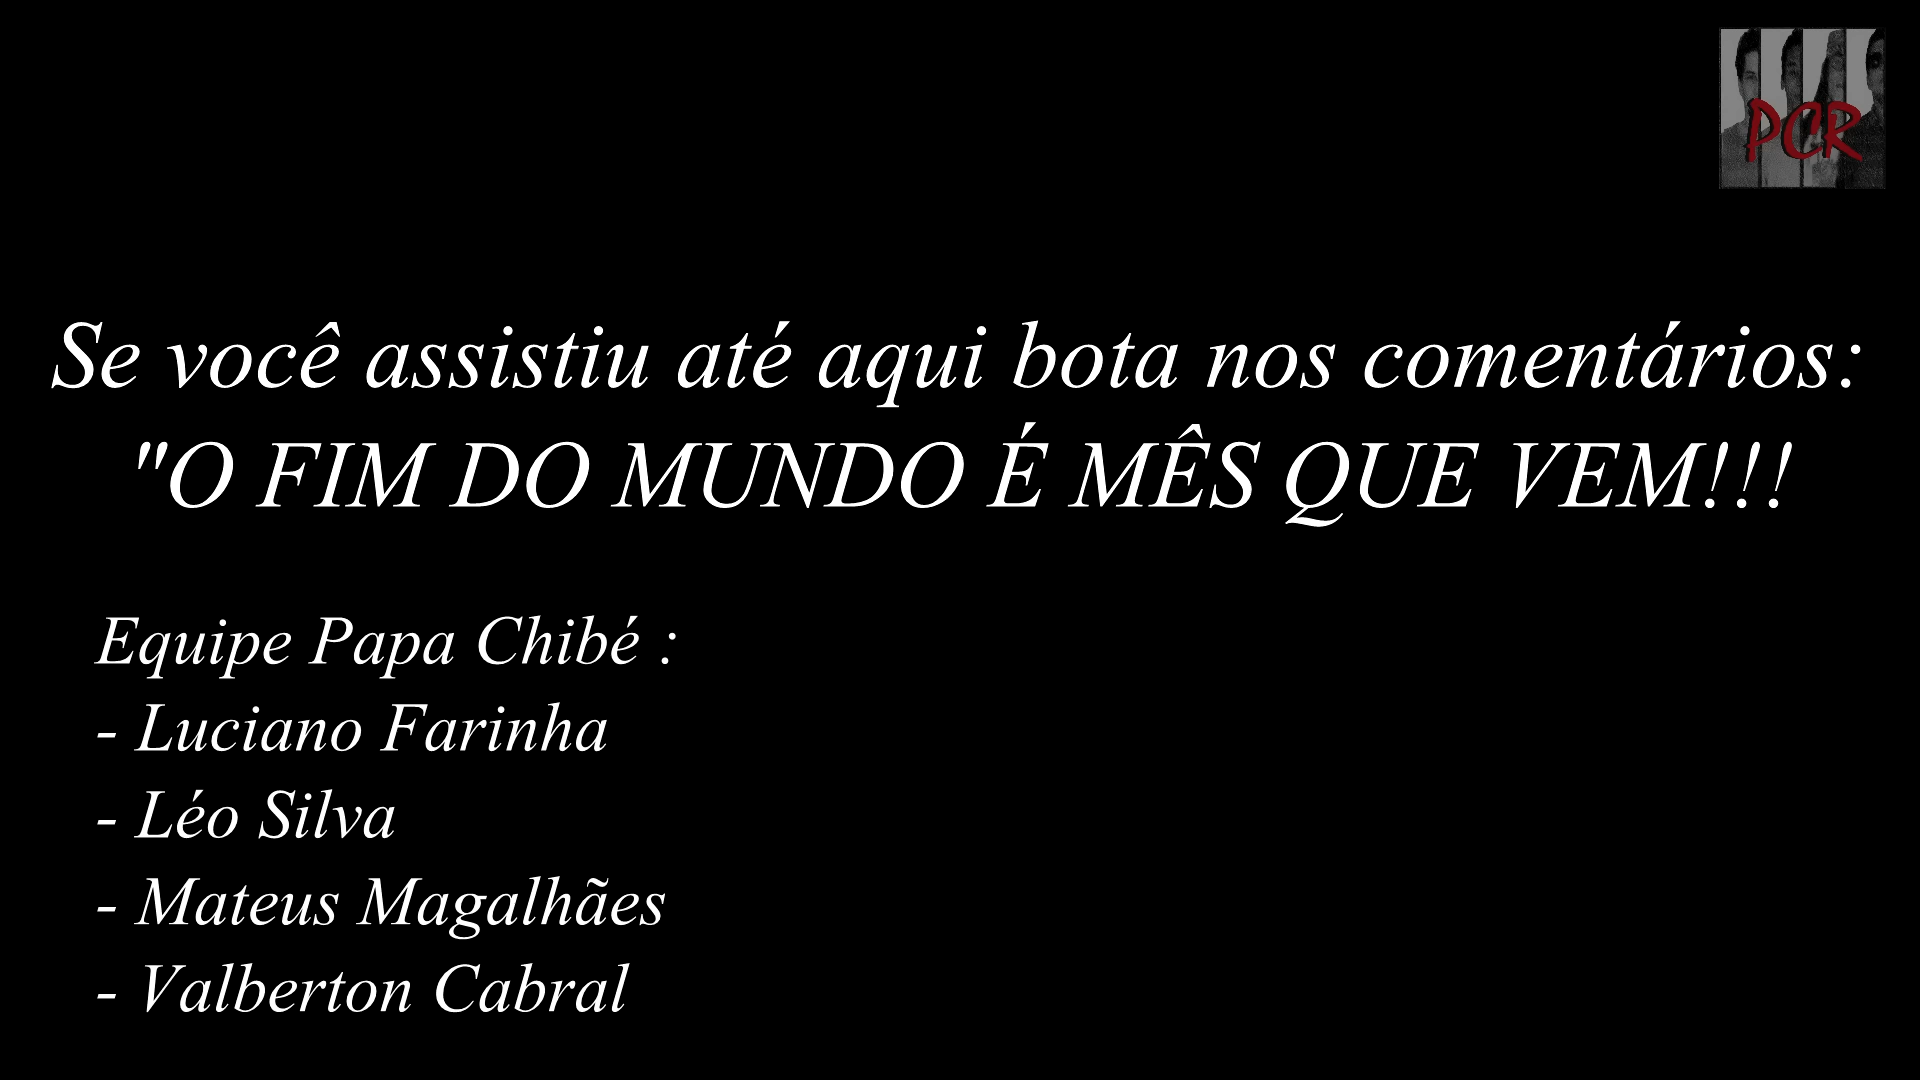 PCR
Se você assistiu até aqui bota nos comentários:
"O FIM DO MUNDO É MÊS QUE VEM!!!
Equipe Papa Chibé :
- Luciano Farinha
- Léo Silva
- Mateus Magalhães
- Valberton Cabral